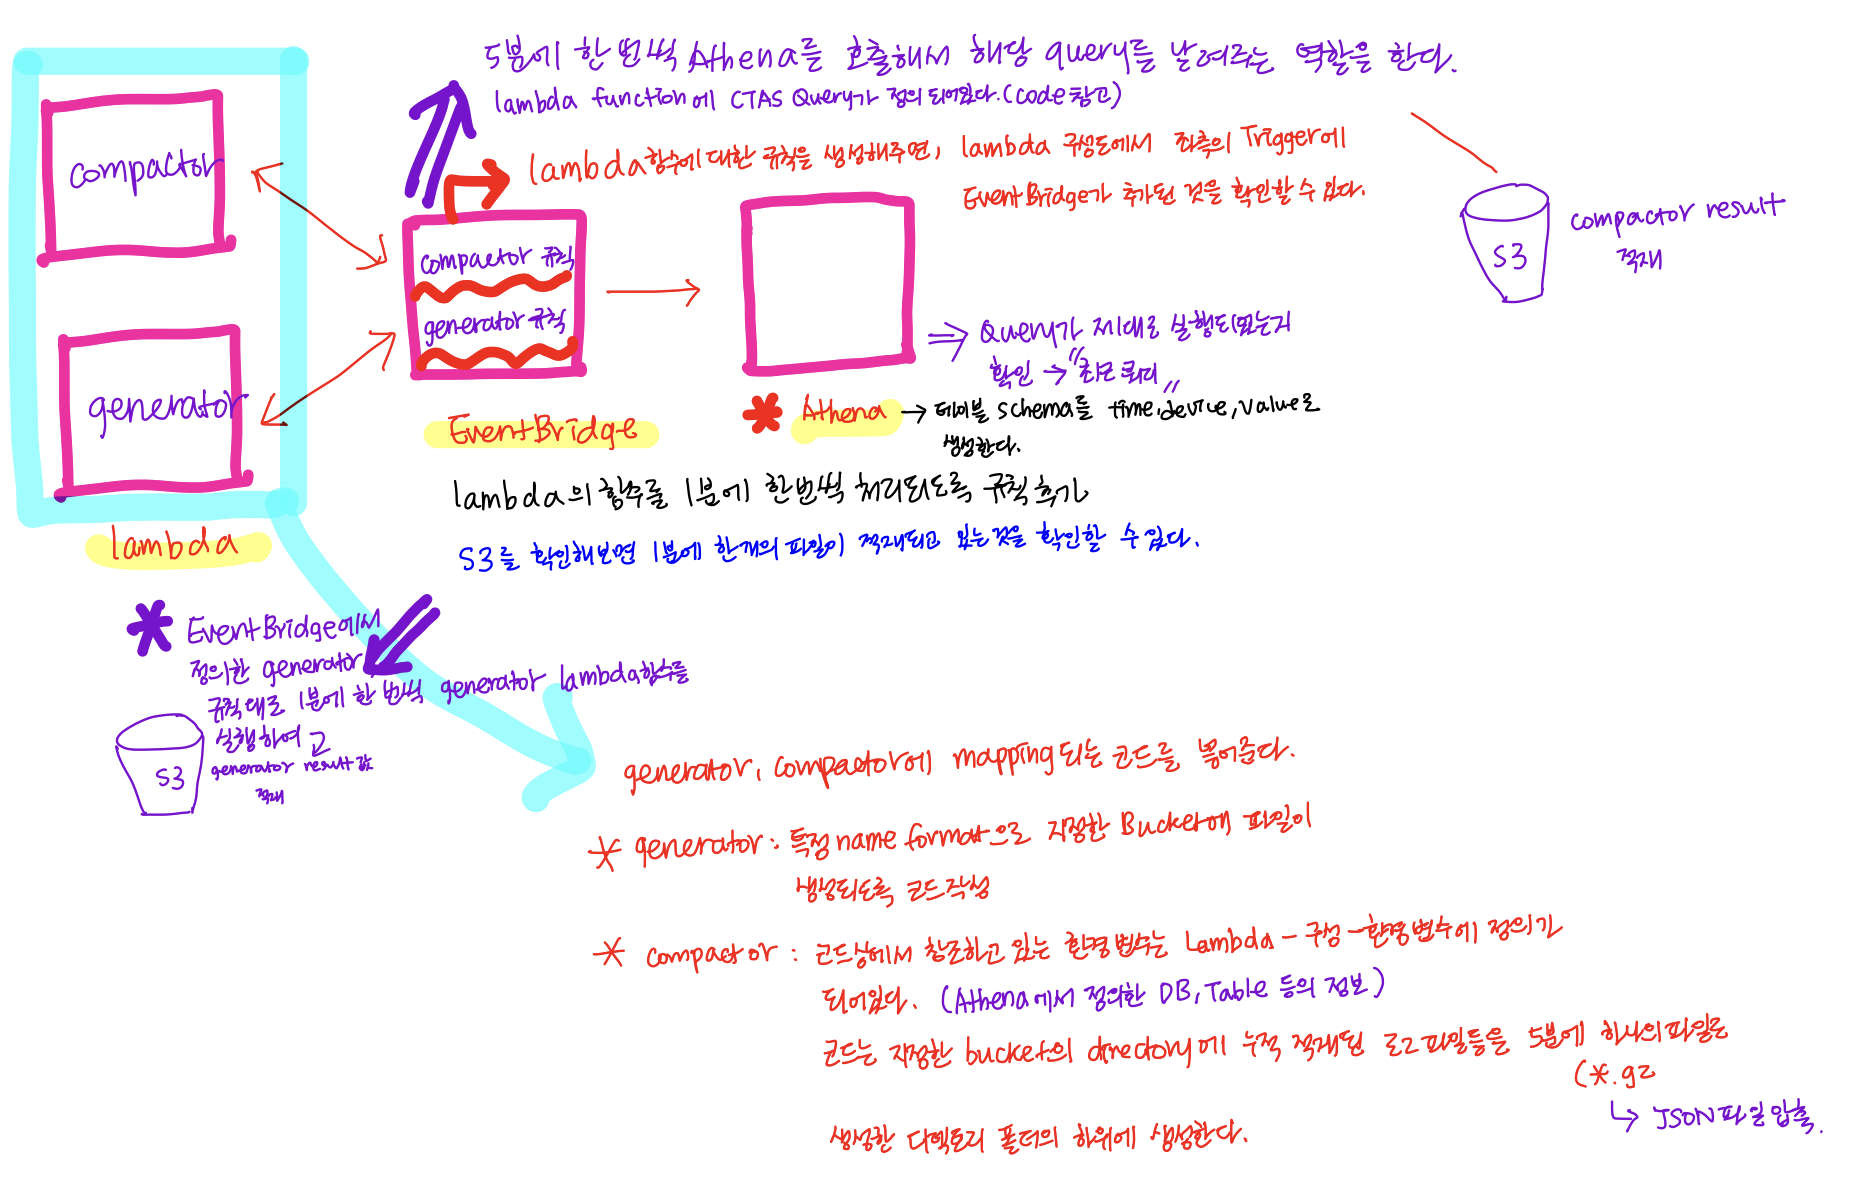 5분에 한 번씩 Athena를 호출해서 해당 query를 날려라는 역할을 한다.
lambda function에 CTAS Query가 정의 되어있다.(code 참고)
lambda함수에 대한 규칙을 생성해주면, lambda 구성도에서 좌측의 Trigger에
EventBridge가 추가된 것을 확인할 수 있다.
compactor
compactor 규칙
generator 규칙
S3
compactor result
적재
Query가 제대로 실행되었는지
확인 → "최근 쿼리"
generator
EventBridge
* Athena → 테이블 schema를 time, device, value로
생성한다.
lambda의 함수를 1분에 한번씩 처리되도록 규칙 추가
lambda
S3를 확인해보면 1분에 한개의 파일이 적재되고 있는것을 확인할 수 있다.
* EventBridge에서
정의한 generator
규칙대로 1분에 한 번씩 generator lambda함수를
실행하여 고
S3
generator result값
적재
generator, compactor에 mapping되는 코드를 붙여준다.
* generator : 특정 name format으로 지정한 Bucket에 파일이
생성되도록 코드작성
* compactor : 코드상에서 참조하고 있는 환경 변수는 Lambda - 구성 - 환경변수에 정의가
되어있다. (Athena에서 정의한 DB, Table 등의 정보)
코드는 지정한 bucket의 directory에 누적 적재된 로그파일들을 5분에 하나의파일로
(*.gz
↳ JSON파일압축.
생성한 디렉토리 폴더의 하위에 생성한다.